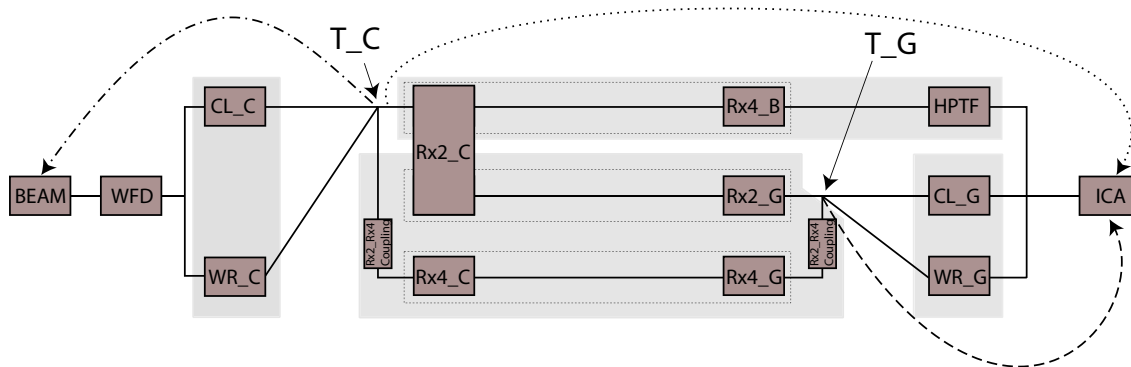 T_C
T_G
CL_C
Rx4_B
HPTF
Rx2_C
BEAM
WFD
Rx2_G
CL_G
ICA
Rx2_Rx4
Coupling
Rx2_Rx4
Coupling
WR_C
Rx4_C
Rx4_G
WR_G